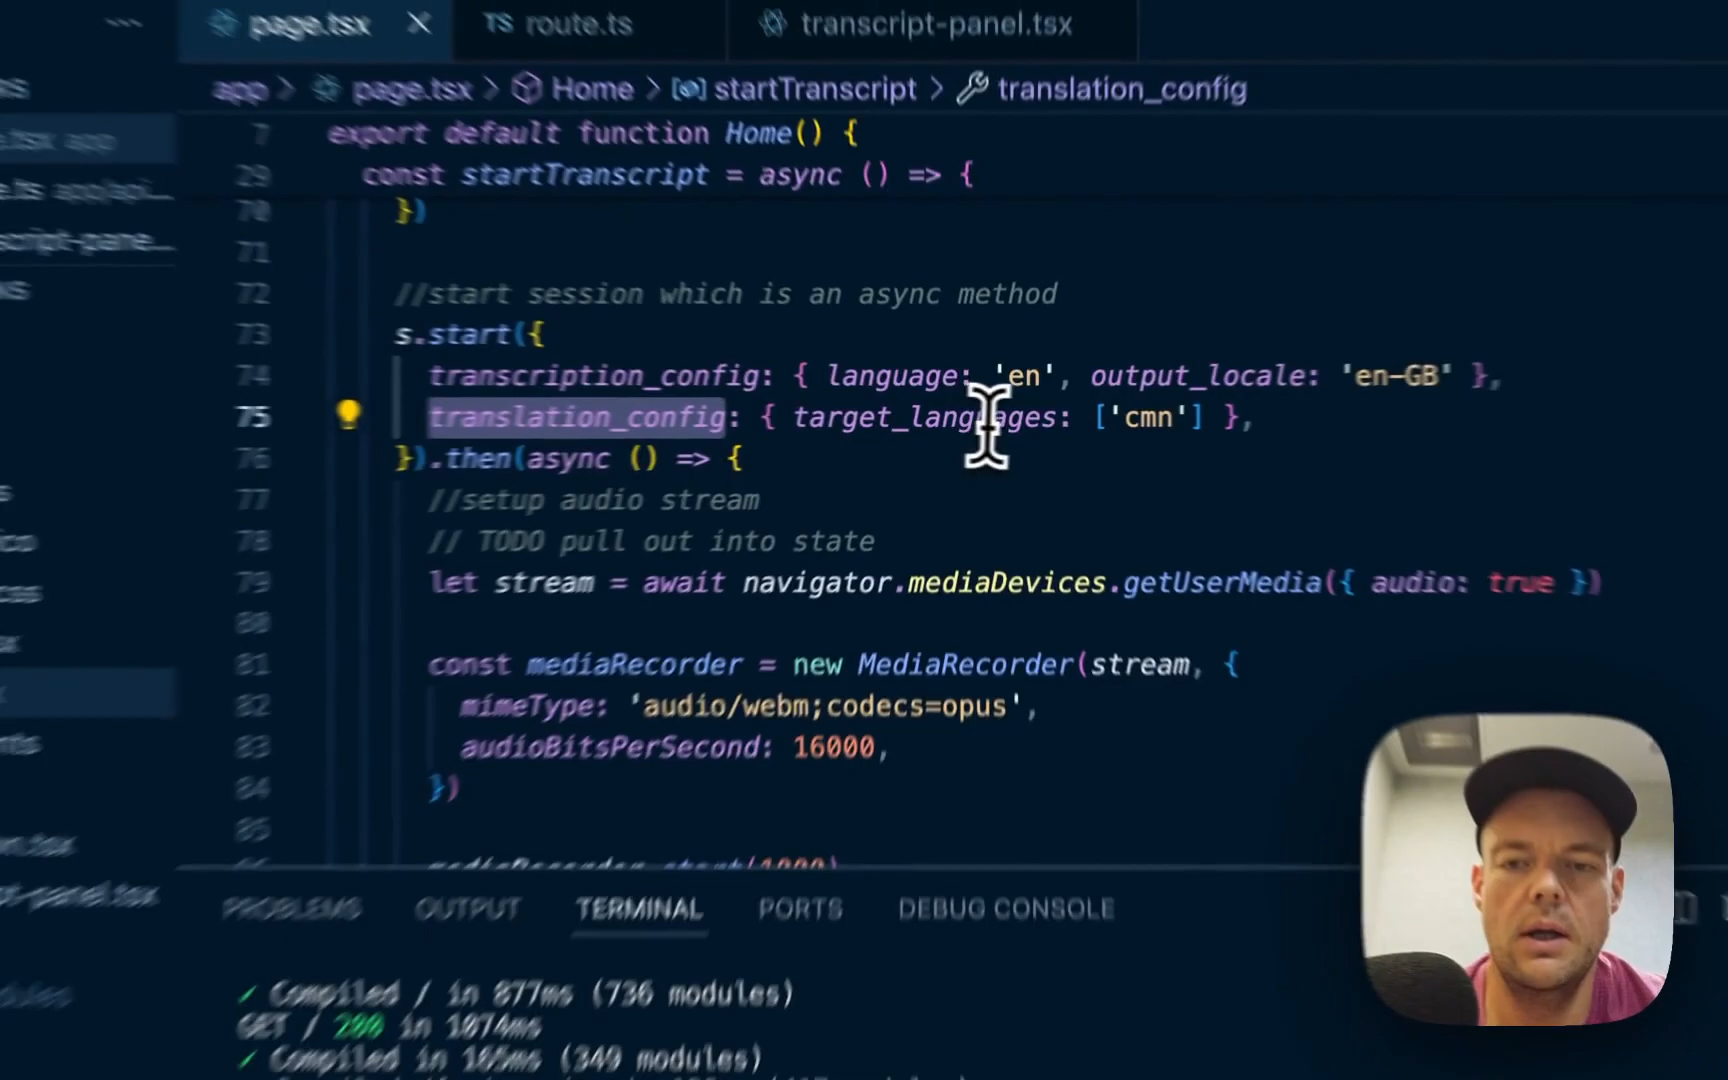 page.tsx
TS route.ts
transcript-panel.tsx
app > page.tsx > Home > startTranscript > translation_config
7 export default function Home() {
29 const startTranscript = async () => {
70 })
71
72 //start session which is an async method
73 s.start({
74 transcription_config: { language: 'en', output_locale: 'en-GB' },
75 translation_config: { target_languages: ['cmn'] },
76 }).then(async () => {
77 //setup audio stream
78 // TODO pull out into state
79 let stream = await navigator.mediaDevices.getUserMedia({ audio: true })
80
81 const mediaRecorder = new MediaRecorder(stream, {
82 mimeType: 'audio/webm;codecs=opus',
83 audioBitsPerSecond: 16000,
84 })
85
mediaRecorder.start(1000)
PROBLEMS OUTPUT TERMINAL PORTS DEBUG CONSOLE
✓ Compiled / in 877ms (736 modules)
GET / 200 in 1074ms
✓ Compiled in 165ms (349 modules)